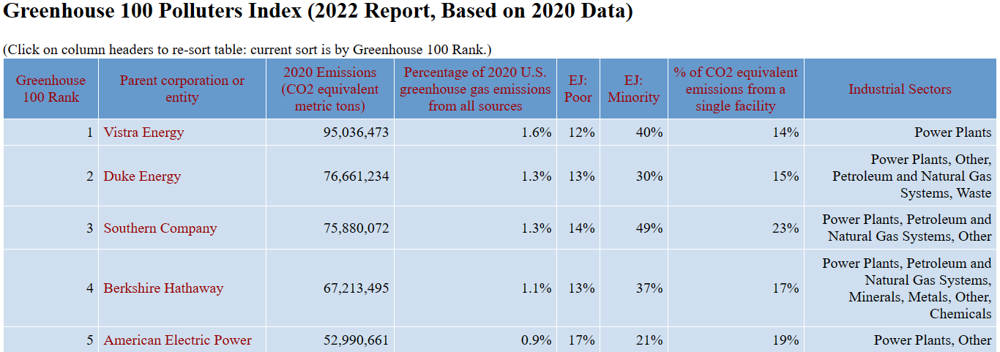 Greenhouse 100 Polluters Index (2022 Report, Based on 2020 Data)
(Click on column headers to re-sort table: current sort is by Greenhouse 100 Rank.)
Greenhouse
100 Rank
Parent corporation or
entity
2020 Emissions
(CO2 equivalent
metric tons)
Percentage of 2020 U.S.
greenhouse gas emissions
from all sources
EJ:
Poor
EJ:
Minority
% of CO2 equivalent
emissions from a
single facility
Industrial Sectors
1 Vistra Energy 95,036,473 1.6% 12% 40% 14% Power Plants
2 Duke Energy 76,661,234 1.3% 13% 30% 15% Power Plants, Other,
Petroleum and Natural Gas
Systems, Waste
3 Southern Company 75,880,072 1.3% 14% 49% 23% Power Plants, Petroleum and
Natural Gas Systems, Other
4 Berkshire Hathaway 67,213,495 1.1% 13% 37% 17% Power Plants, Petroleum and
Natural Gas Systems,
Minerals, Metals, Other,
Chemicals
5 American Electric Power 52,990,661 0.9% 17% 21% 19% Power Plants, Other